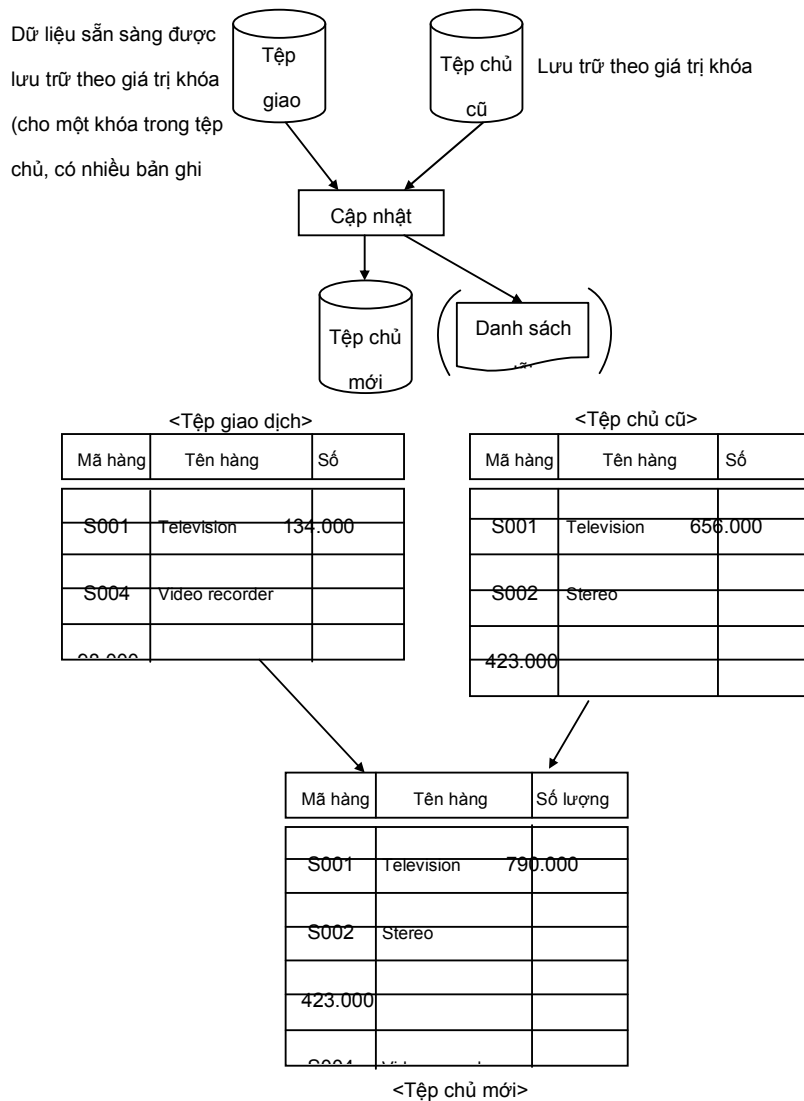 Dữ liệu sẵn sàng được
lưu trữ theo giá trị khóa
(cho một khóa trong tệp
chủ, có nhiều bản ghi
Tệp
giao
Tệp chủ
cũ
Lưu trữ theo giá trị khóa
Cập nhật
Tệp chủ
mới
Danh sách
<Tệp giao dịch>
Mã hàng Tên hàng Số
S001 Television 134.000
S004 Video recorder
98.000
<Tệp chủ cũ>
Mã hàng Tên hàng Số
S001 Television 656.000
S002 Stereo
423.000
Mã hàng Tên hàng Số lượng
S001 Television 790.000
S002 Stereo
423.000
S004
<Tệp chủ mới>